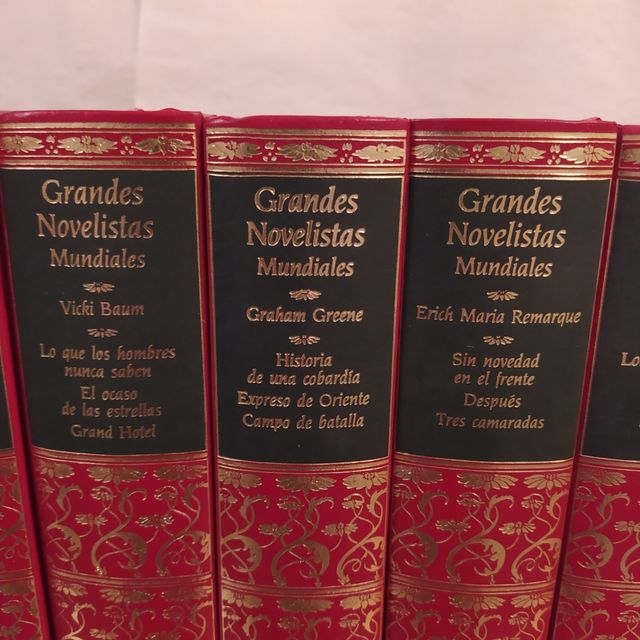 Grandes
Novelistas
Mundiales
Vicki Baum
Lo que los hombres
nunca saben
El ocaso
de las estrellas
Grand Hotel
Grandes
Novelistas
Mundiales
Graham Greene
Historia
de una cobardía
Expreso de Oriente
Campo de batalla
Grandes
Novelistas
Mundiales
Erich Maria Remarque
Sin novedad
en el frente
Después
Tres camaradas
Lo